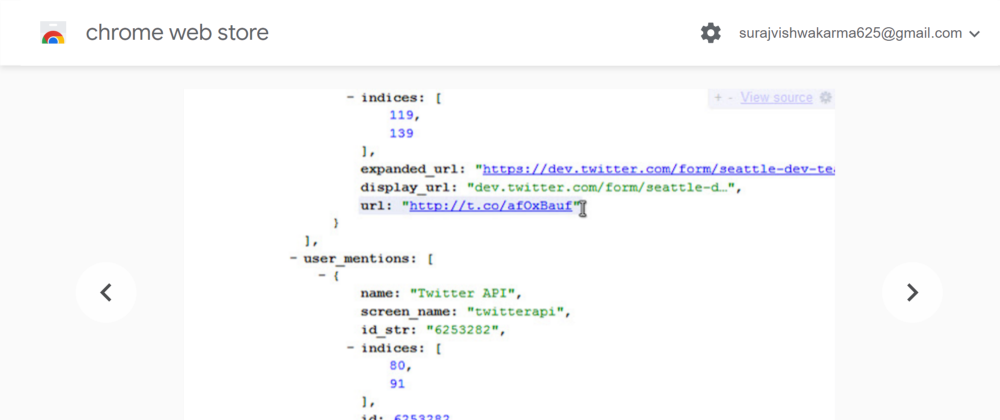 chrome web store
surajvishwakarma625@gmail.com
- indices: [
+ - View source
119,
139
],
expanded_url: "https://dev.twitter.com/form/seattle-dev-tea
display_url: "dev.twitter.com/form/seattle-d…",
url: "http://t.co/afOxBauf"
}
],
- user_mentions: [
- {
name: "Twitter API",
screen_name: "twitterapi",
id_str: "6253282",
- indices: [
80,
91
],
id: 6253282